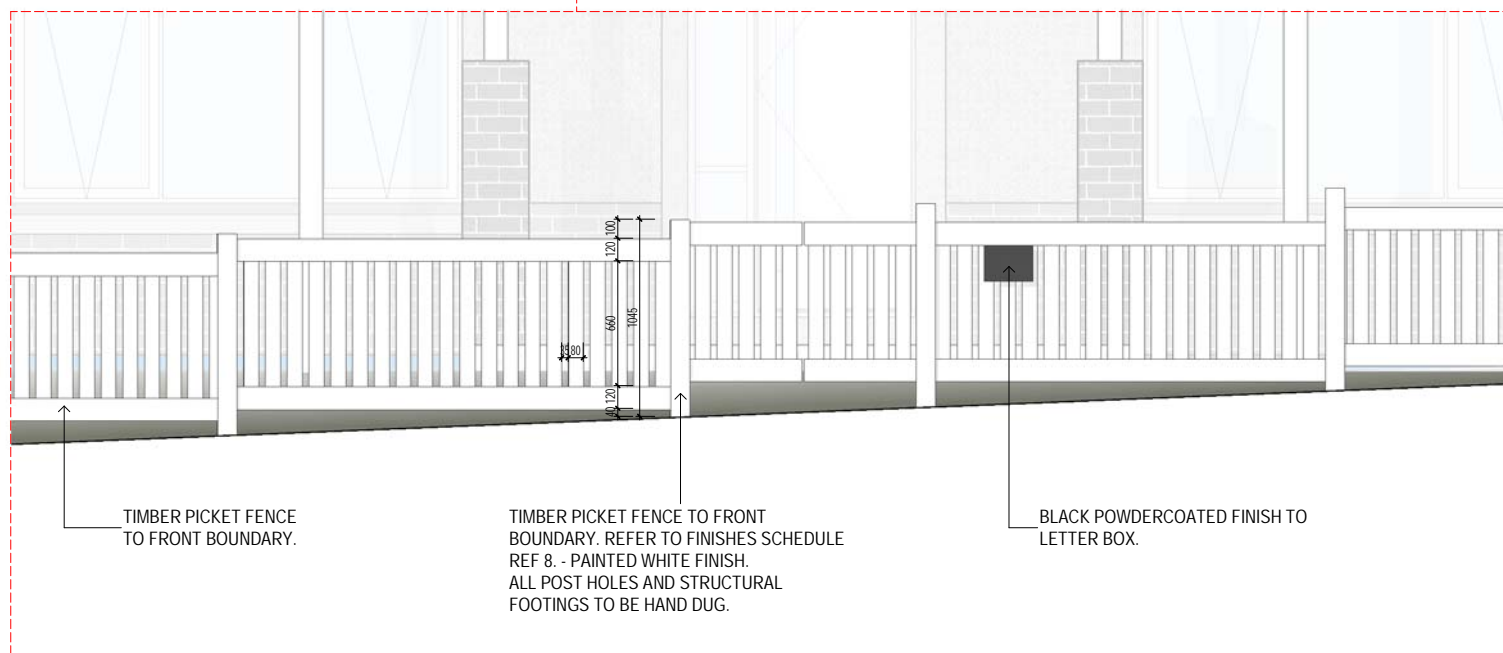 100
120
660
1045
35 80
120
40
TIMBER PICKET FENCE
TO FRONT BOUNDARY.
TIMBER PICKET FENCE TO FRONT
BOUNDARY. REFER TO FINISHES SCHEDULE
REF 8. - PAINTED WHITE FINISH.
ALL POST HOLES AND STRUCTURAL
FOOTINGS TO BE HAND DUG.
BLACK POWDERCOATED FINISH TO
LETTER BOX.